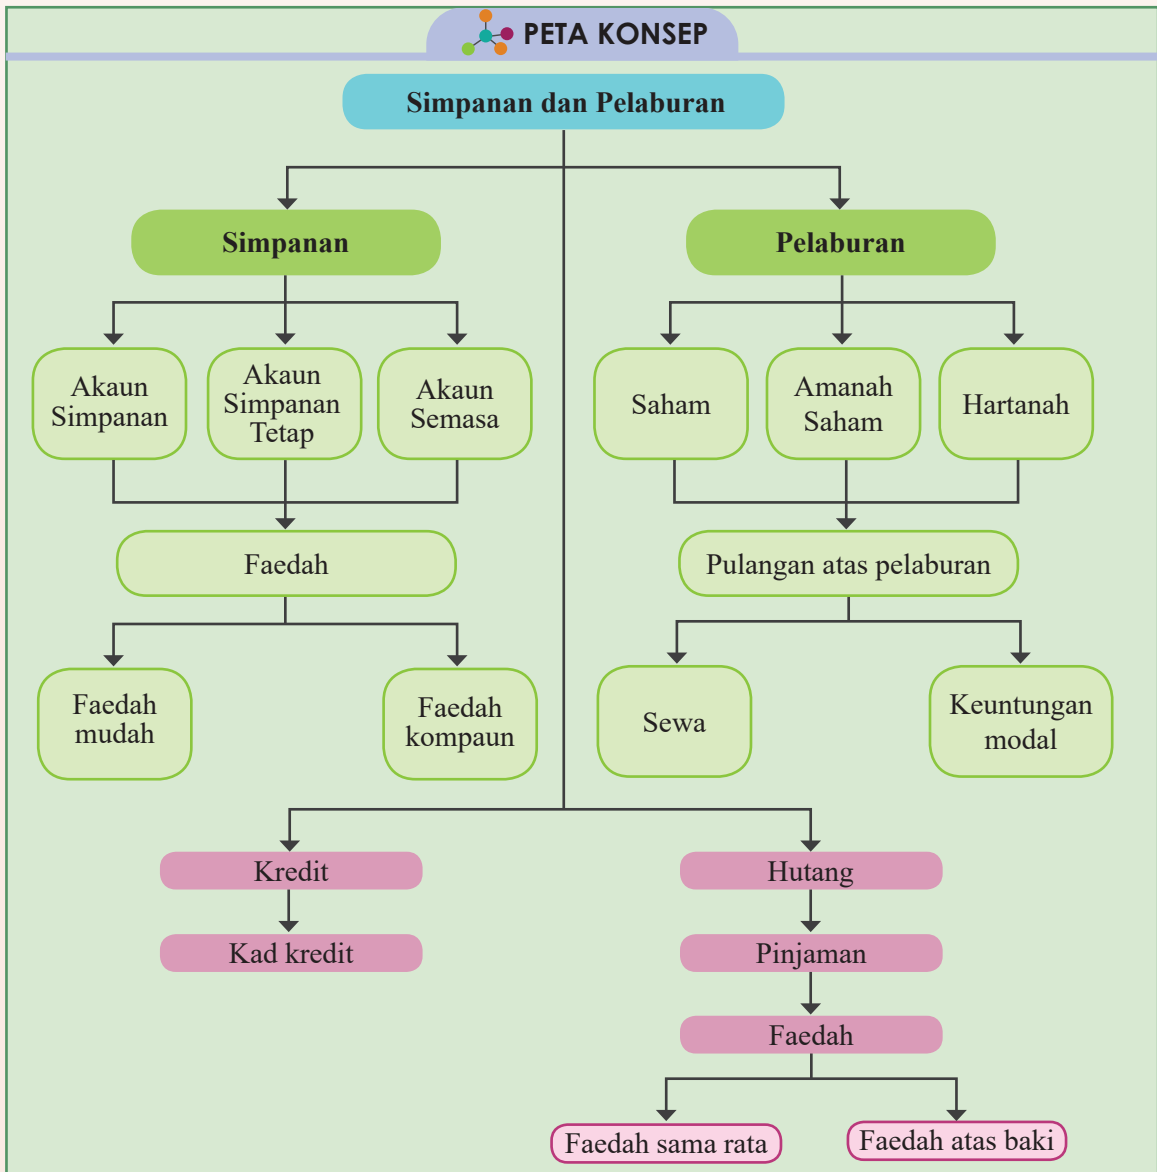 PETA KONSEP
Simpanan dan Pelaburan
Simpanan
Pelaburan
Akaun
Simpanan
Akaun
Simpanan
Tetap
Akaun
Semasa
Saham
Amanah
Saham
Hartanah
Faedah
Pulangan atas pelaburan
Faedah
mudah
Faedah
kompaun
Sewa
Keuntungan
modal
Kredit
Hutang
Kad kredit
Pinjaman
Faedah
Faedah sama rata
Faedah atas baki